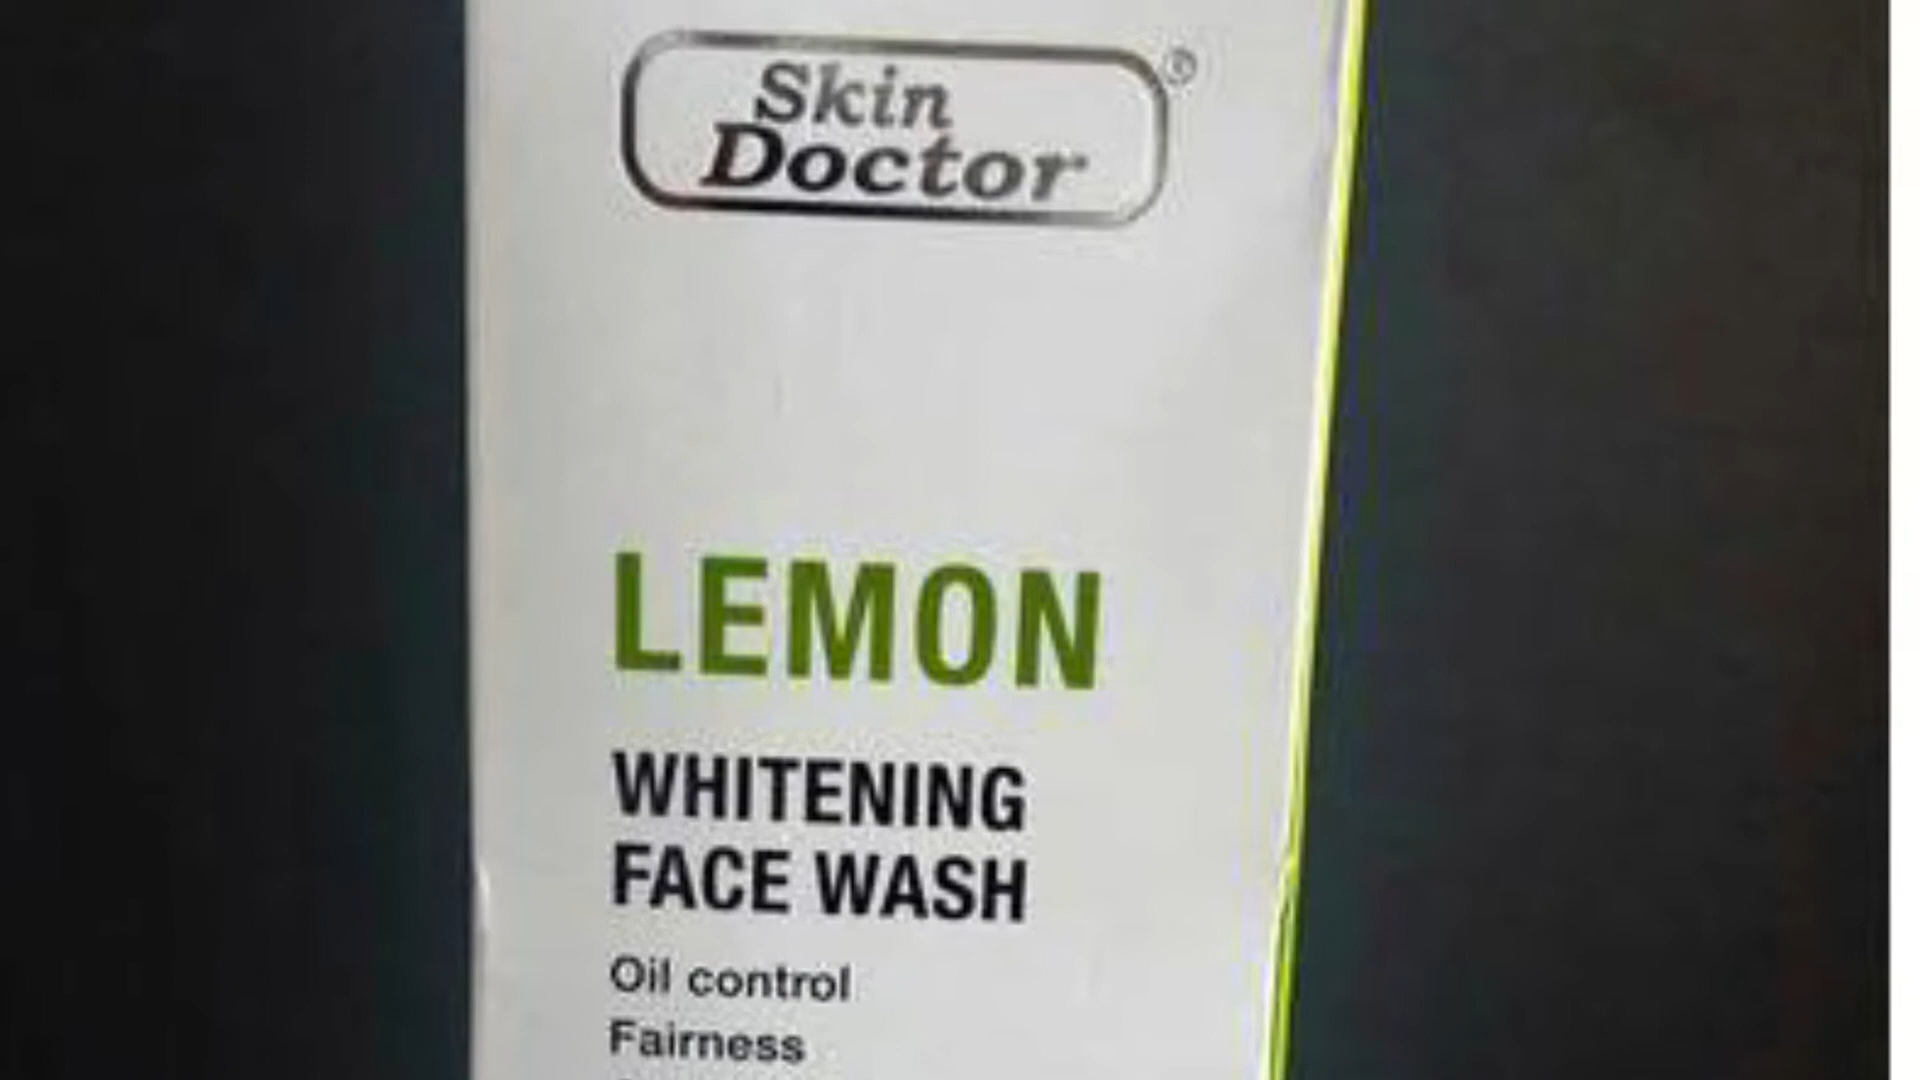 Skin
Doctor®
LEMON
WHITENING
FACE WASH
Oil control
Fairness